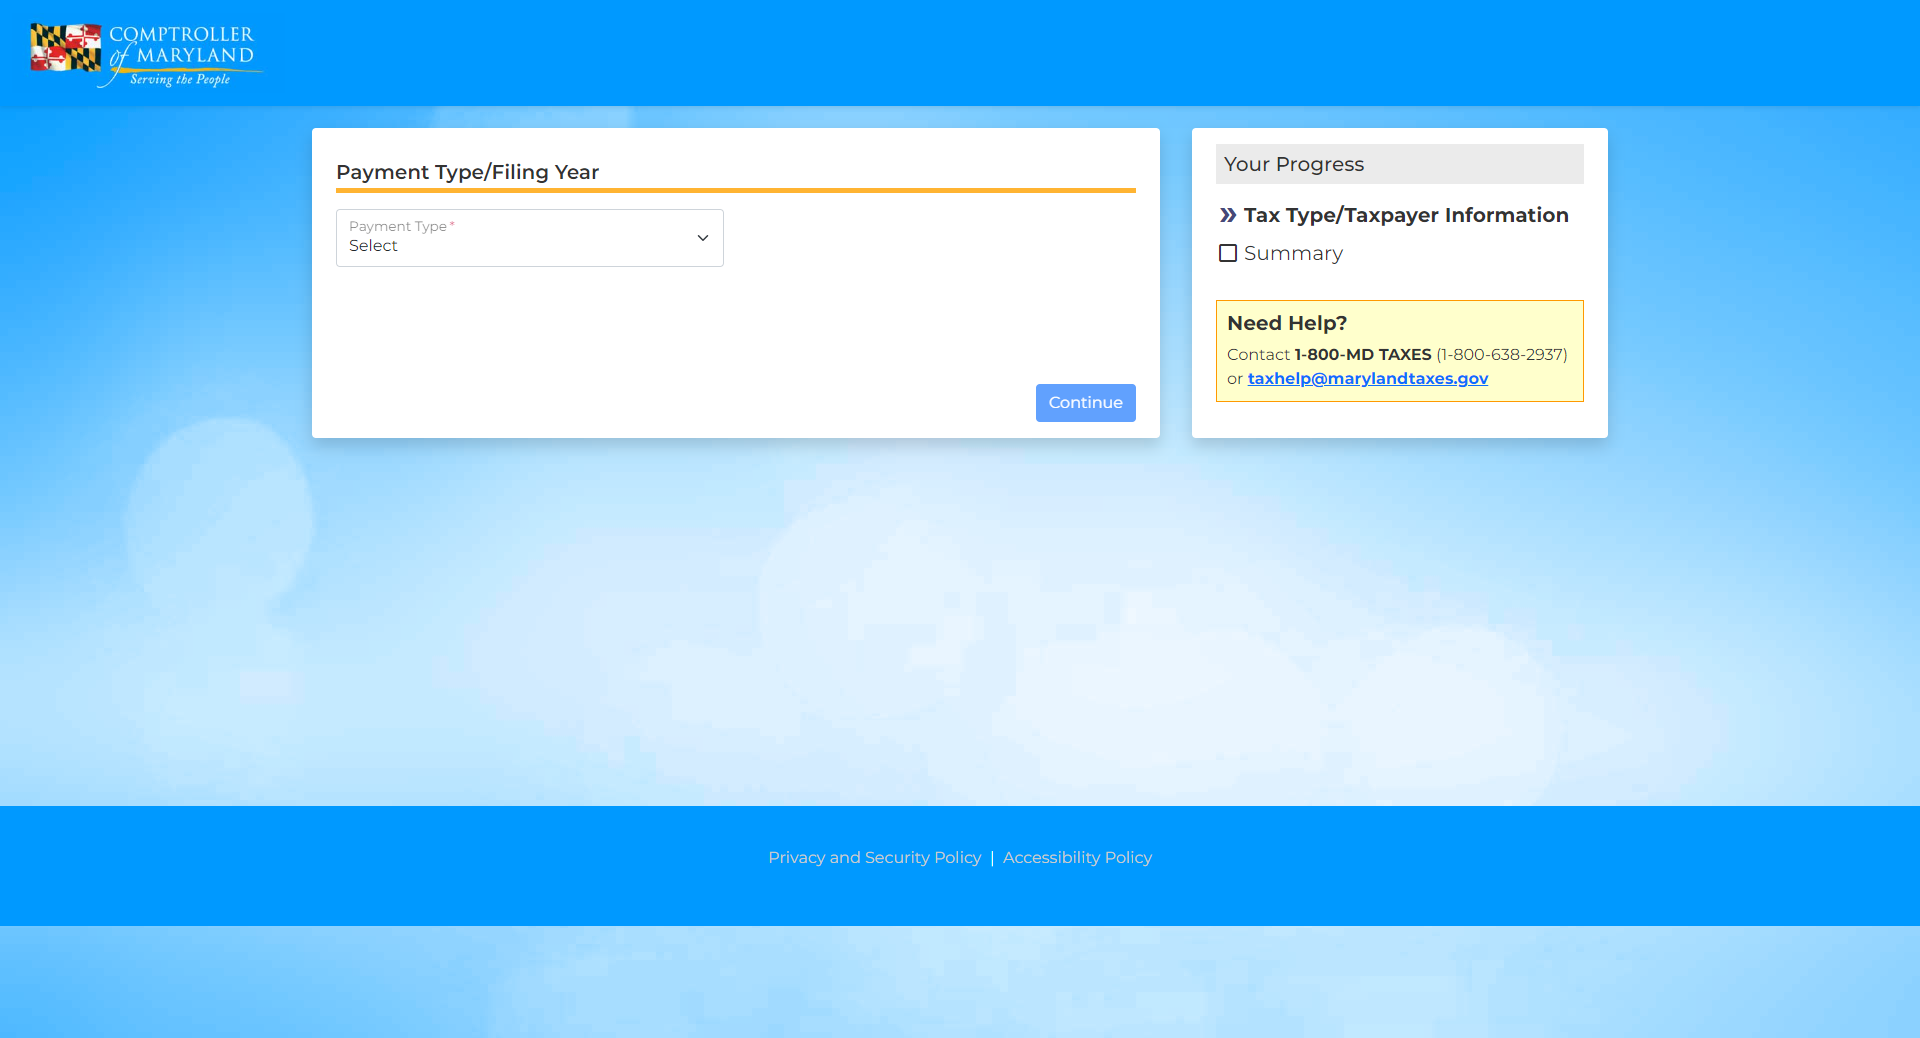 COMPTROLLER
of MARYLAND
Serving the People
Payment Type/Filing Year
Payment Type*
Select
Continue
Your Progress
Tax Type/Taxpayer Information
Summary
Need Help?
Contact 1-800-MD TAXES (1-800-638-2937)
or taxhelp@marylandtaxes.gov
Privacy and Security Policy | Accessibility Policy